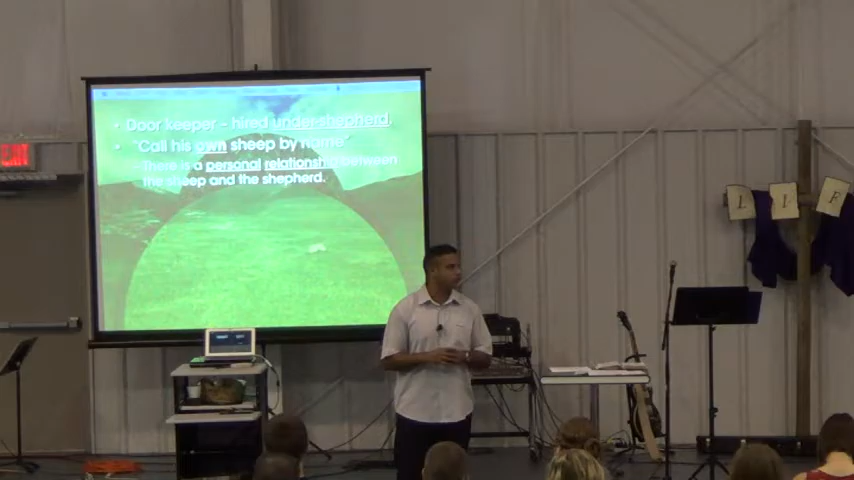 • Door keeper – hired under-shepherd.
• "Call his own sheep by name"
– There is a personal relationship between
the sheep and the shepherd.
EXIT
L I F